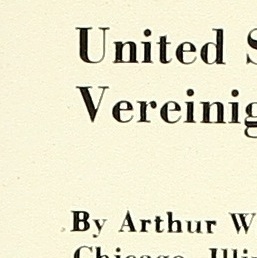 United S
Vereinig
By Arthur W
Chicago, Illi